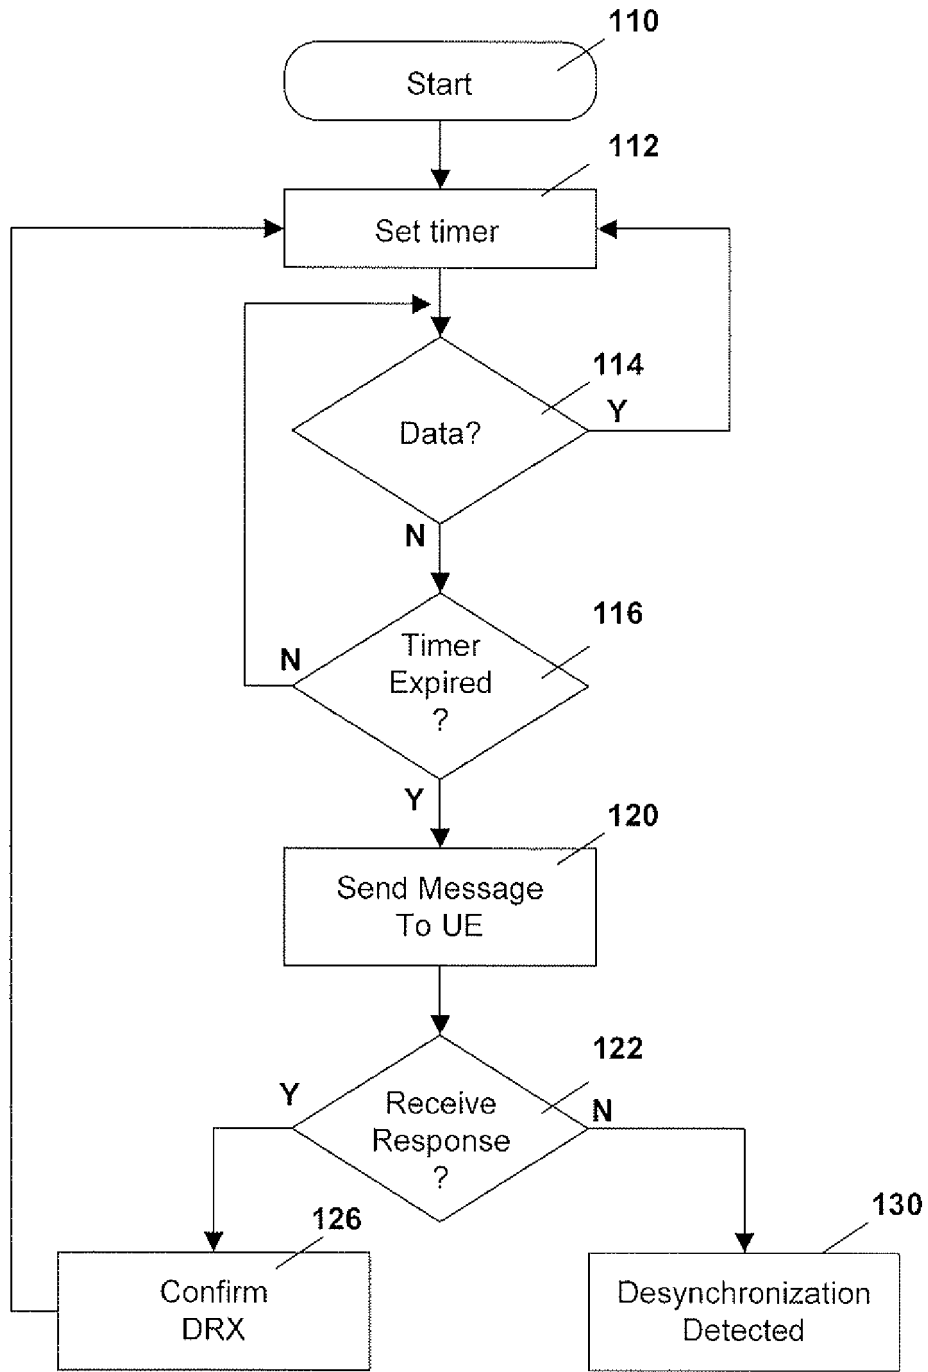 110
Start
112
Set timer
114
Data?
Y
N
116
Timer
Expired
?
N
Y
120
Send Message
To UE
122
Y
Receive
Response
?
N
126
Confirm
DRX
130
Desynchronization
Detected